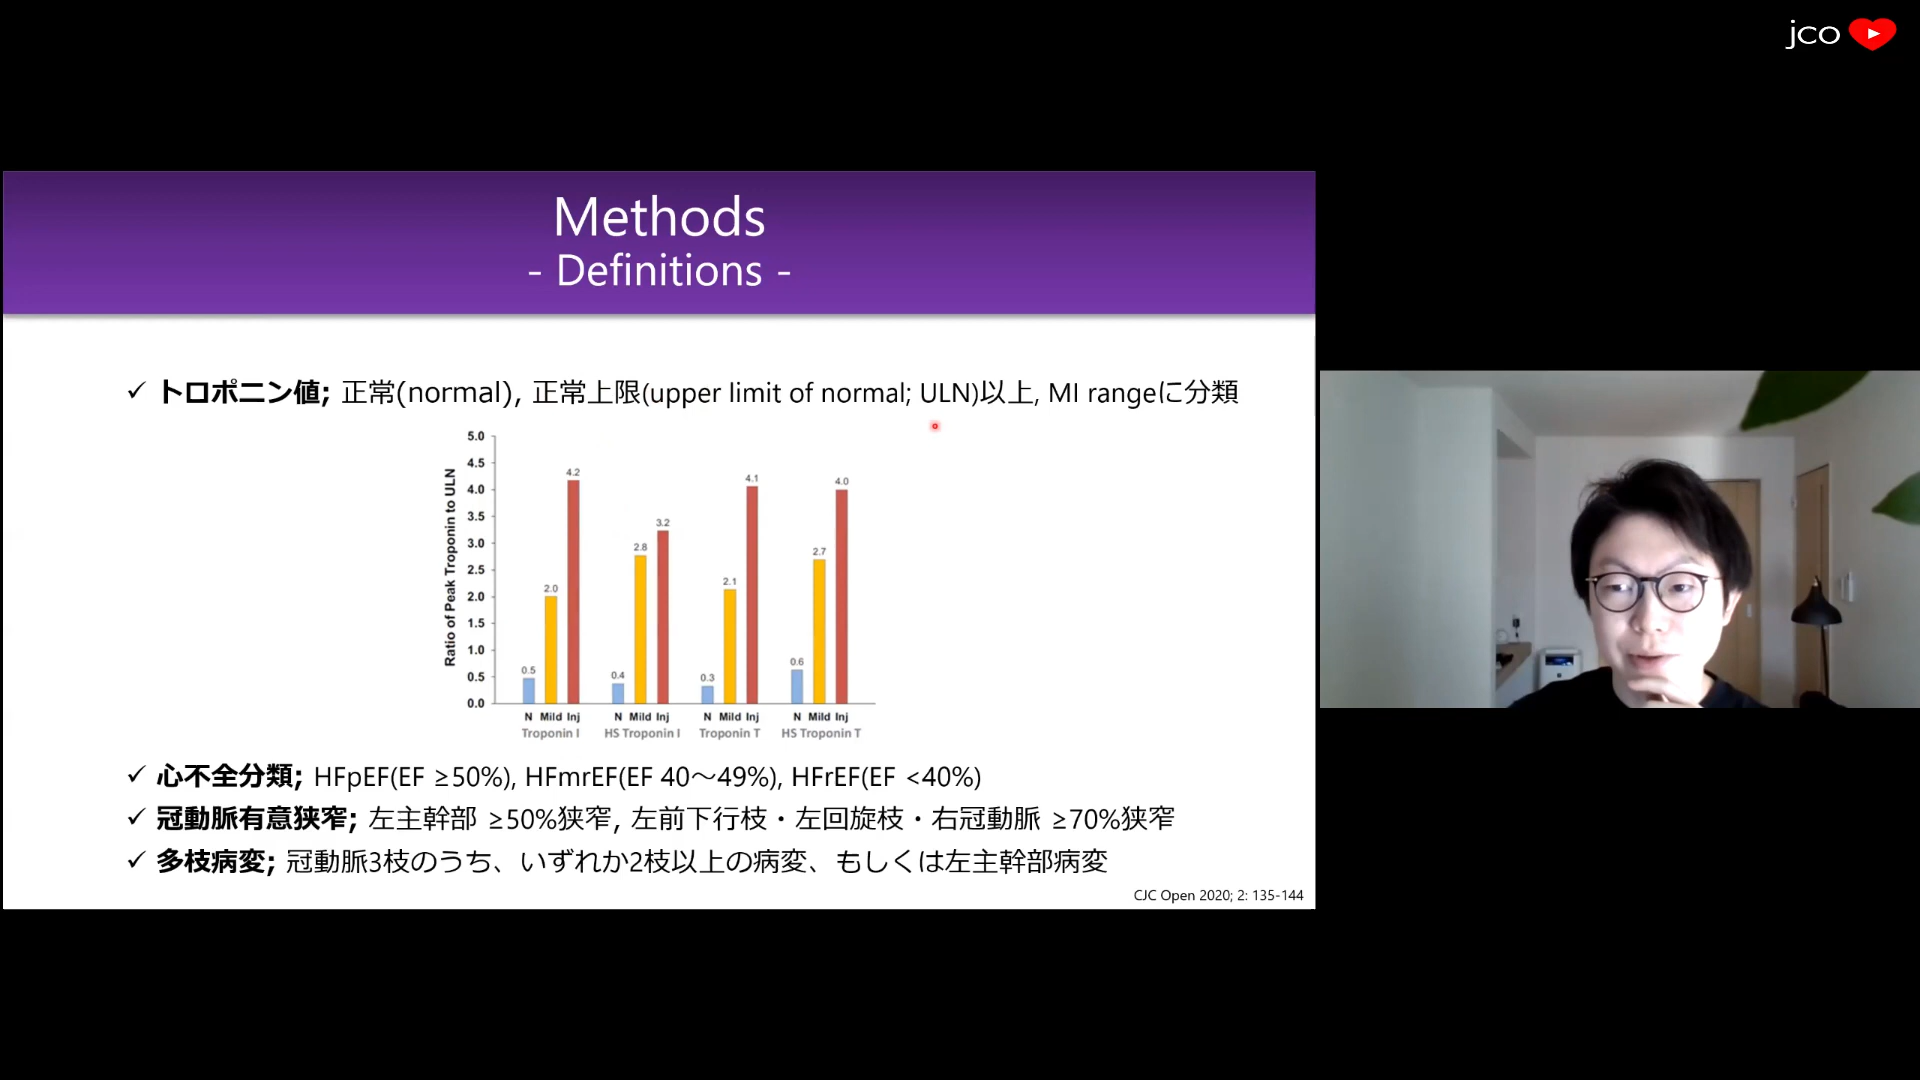 jco
Methods
- Definitions -
✓ トロポニン値; 正常(normal), 正常上限(upper limit of normal; ULN)以上, MI rangeに分類
Ratio of Peak Troponin to ULN
5.0
4.5
4.0
3.5
3.0
2.5
2.0
1.5
1.0
0.5
0.0
0.5 2.0 4.2
0.4 2.8 3.2
0.3 2.1 4.1
0.6 2.7 4.0
N Mild Inj N Mild Inj N Mild Inj N Mild Inj
Troponin I HS Troponin I Troponin T HS Troponin T
✓ 心不全分類; HFpEF(EF ≥50%), HFmrEF(EF 40～49%), HFrEF(EF <40%)
✓ 冠動脈有意狭窄; 左主幹部 ≥50%狭窄, 左前下行枝・左回旋枝・右冠動脈 ≥70%狭窄
✓ 多枝病変; 冠動脈3枝のうち、いずれか2枝以上の病変、もしくは左主幹部病変
CJC Open 2020; 2: 135-144